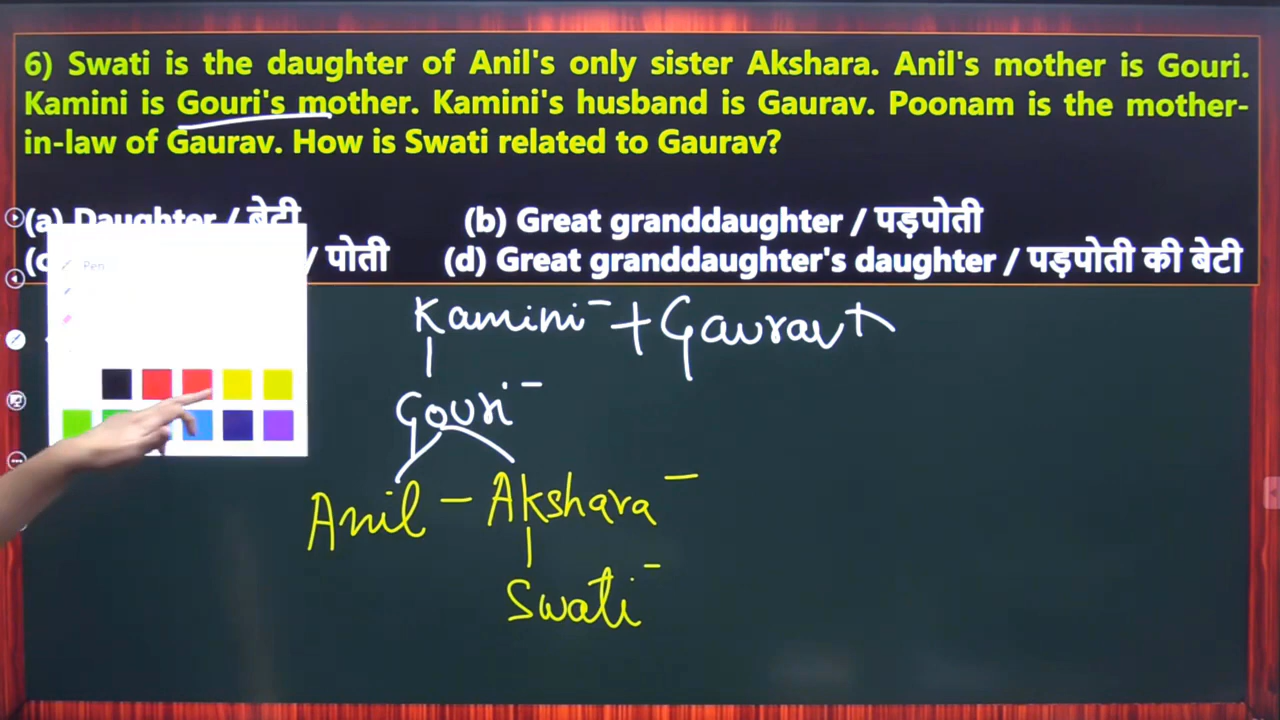 6) Swati is the daughter of Anil's only sister Akshara. Anil's mother is Gouri.
Kamini is Gouri's mother. Kamini's husband is Gaurav. Poonam is the mother-
in-law of Gaurav. How is Swati related to Gaurav?
(a) Daughter / बेटी (b) Great granddaughter / पड़पोती
/ पोती (d) Great granddaughter's daughter / पड़पोती की बेटी
Pen
Kamini - + Gaurav +
Gouri -
Anil - Akshara -
Swati -